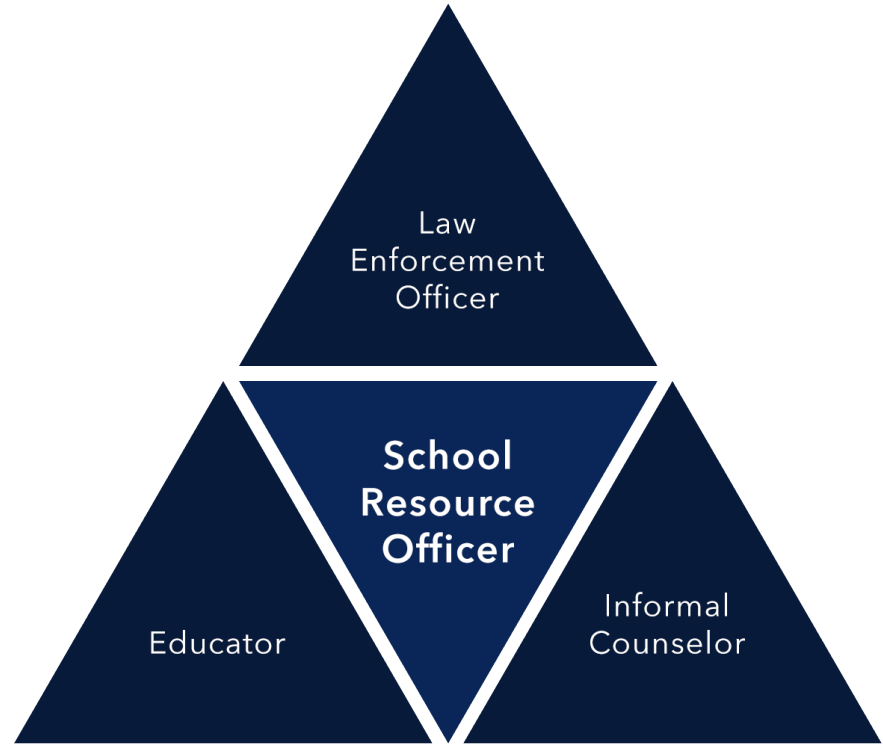 Law
Enforcement
Officer
School
Resource
Officer
Educator
Informal
Counselor